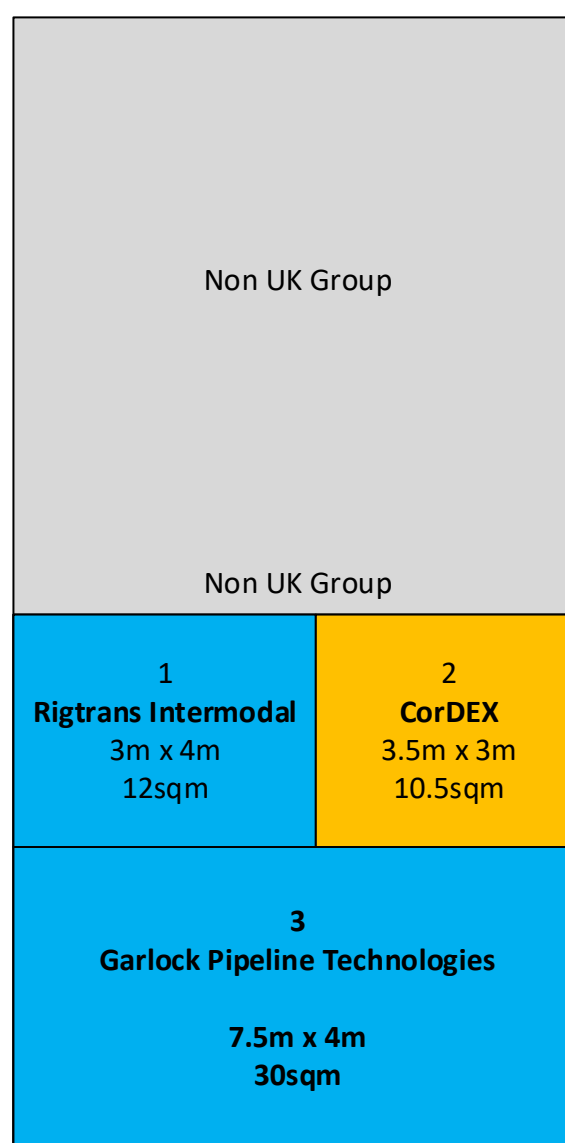 Non UK Group
Non UK Group
1
Rigtrans Intermodal
3m x 4m
12sqm
2
CorDEX
3.5m x 3m
10.5sqm
3
Garlock Pipeline Technologies
7.5m x 4m
30sqm